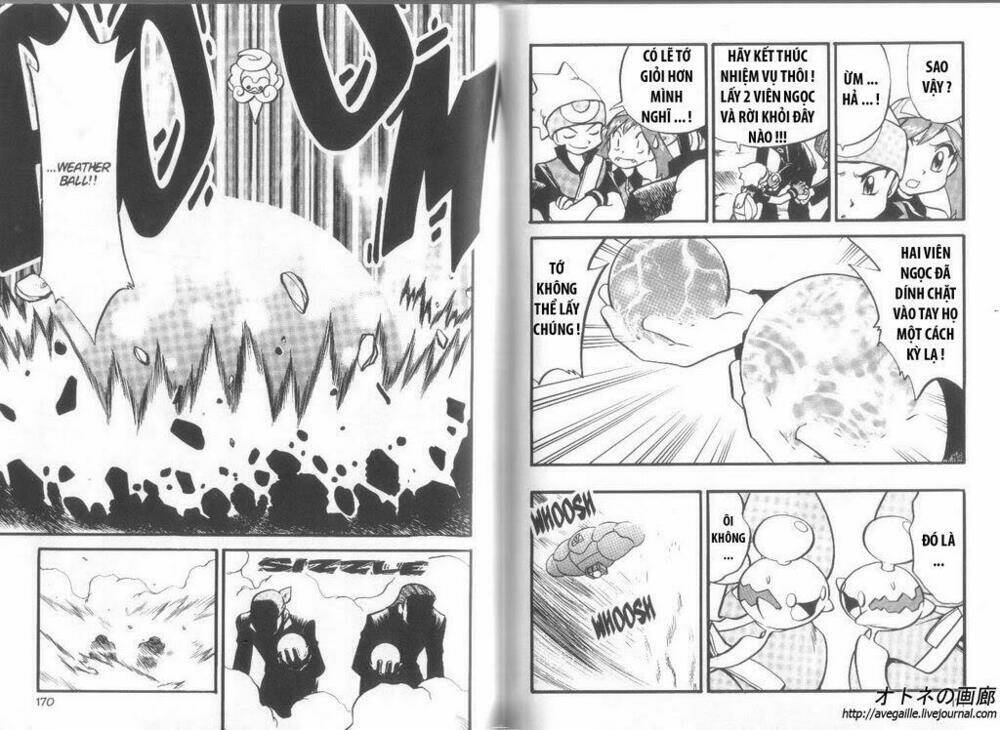 SAO
VẬY ?
ỪM ...
HẢ ... !
HÃY KẾT THÚC
NHIỆM VỤ THÔI !
LẤY 2 VIÊN NGỌC
VÀ RỜI KHỎI ĐÂY
NÀO !!!
CÓ LẼ TỚ
GIỎI HƠN
MÌNH
NGHĨ ... !
HAI VIÊN
NGỌC ĐÃ
DÍNH CHẶT
VÀO TAY HỌ
MỘT CÁCH
KỲ LẠ !
TỚ
KHÔNG
THỂ LẤY
CHÚNG !
ĐÓ LÀ
...
ÔI
KHÔNG
...
WHOOSH
WHOOSH
...WEATHER
BALL!!
SIZZLE
170
オトネの画廊
http://avegaille.livejournal.com